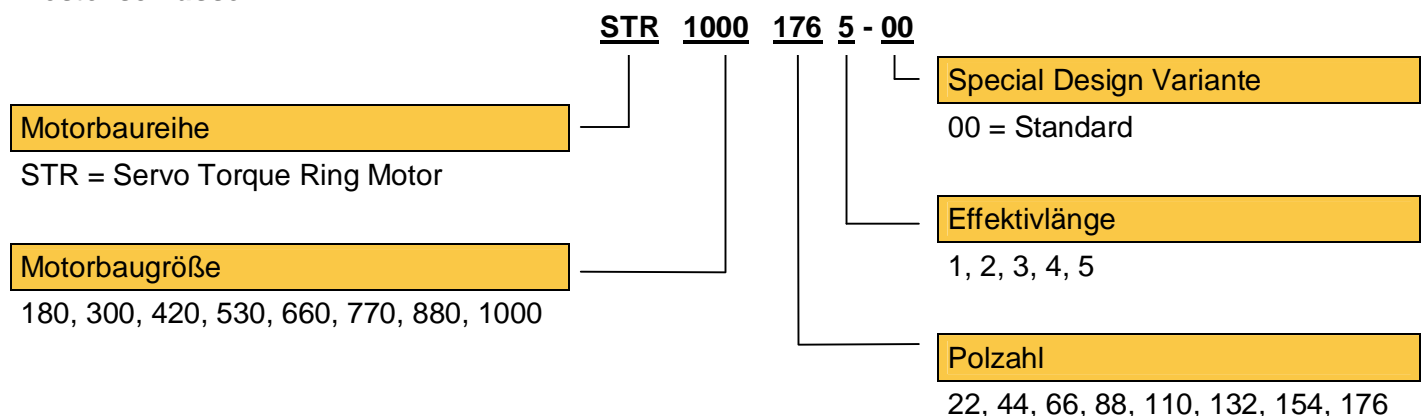 STR 1000 176 5 - 00
Motorbaureihe
STR = Servo Torque Ring Motor
Motorbaugröße
180, 300, 420, 530, 660, 770, 880, 1000
Special Design Variante
00 = Standard
Effektivlänge
1, 2, 3, 4, 5
Polzahl
22, 44, 66, 88, 110, 132, 154, 176